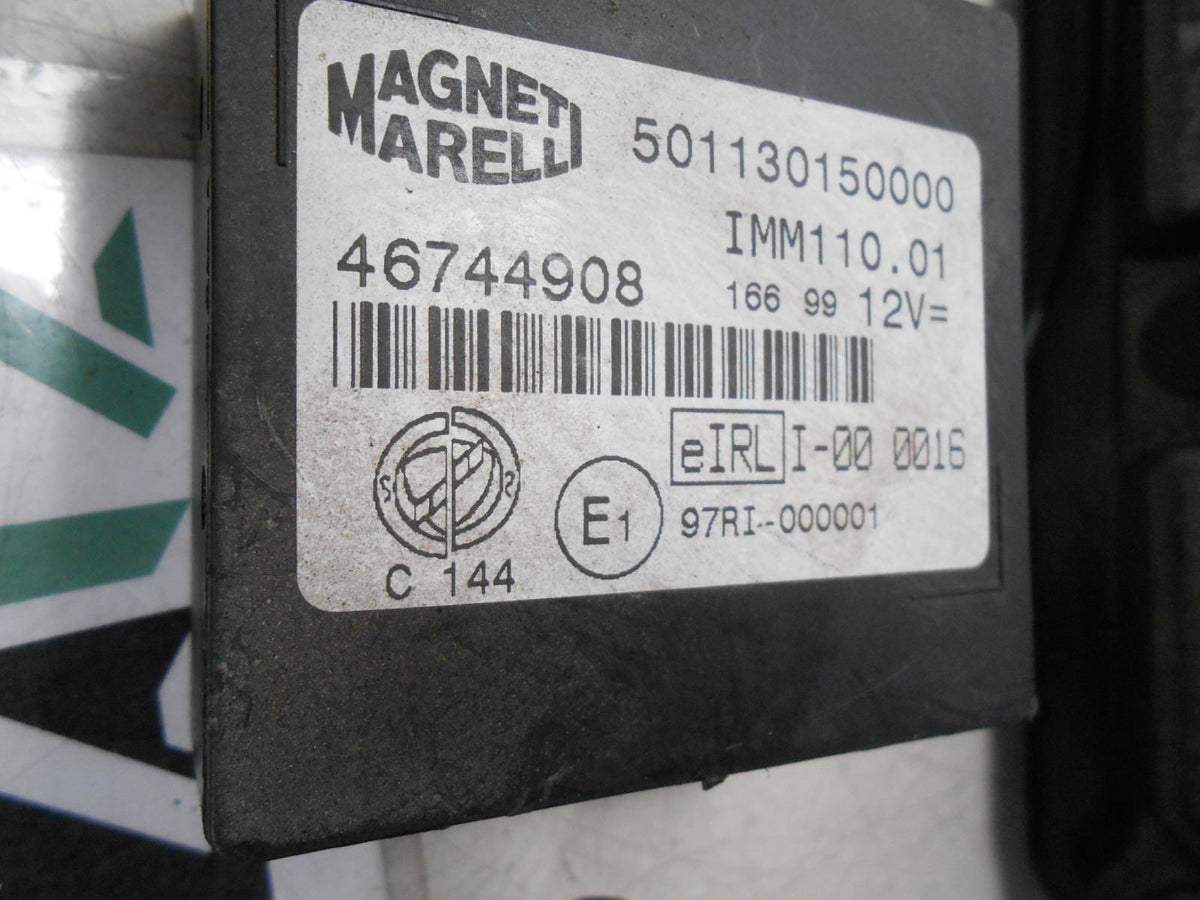 MAGNETI
MARELLI
501130150000
IMM110.01
46744908
166 99 12V=
eIRL I-00 0016
E1
97RI--000001
C 144